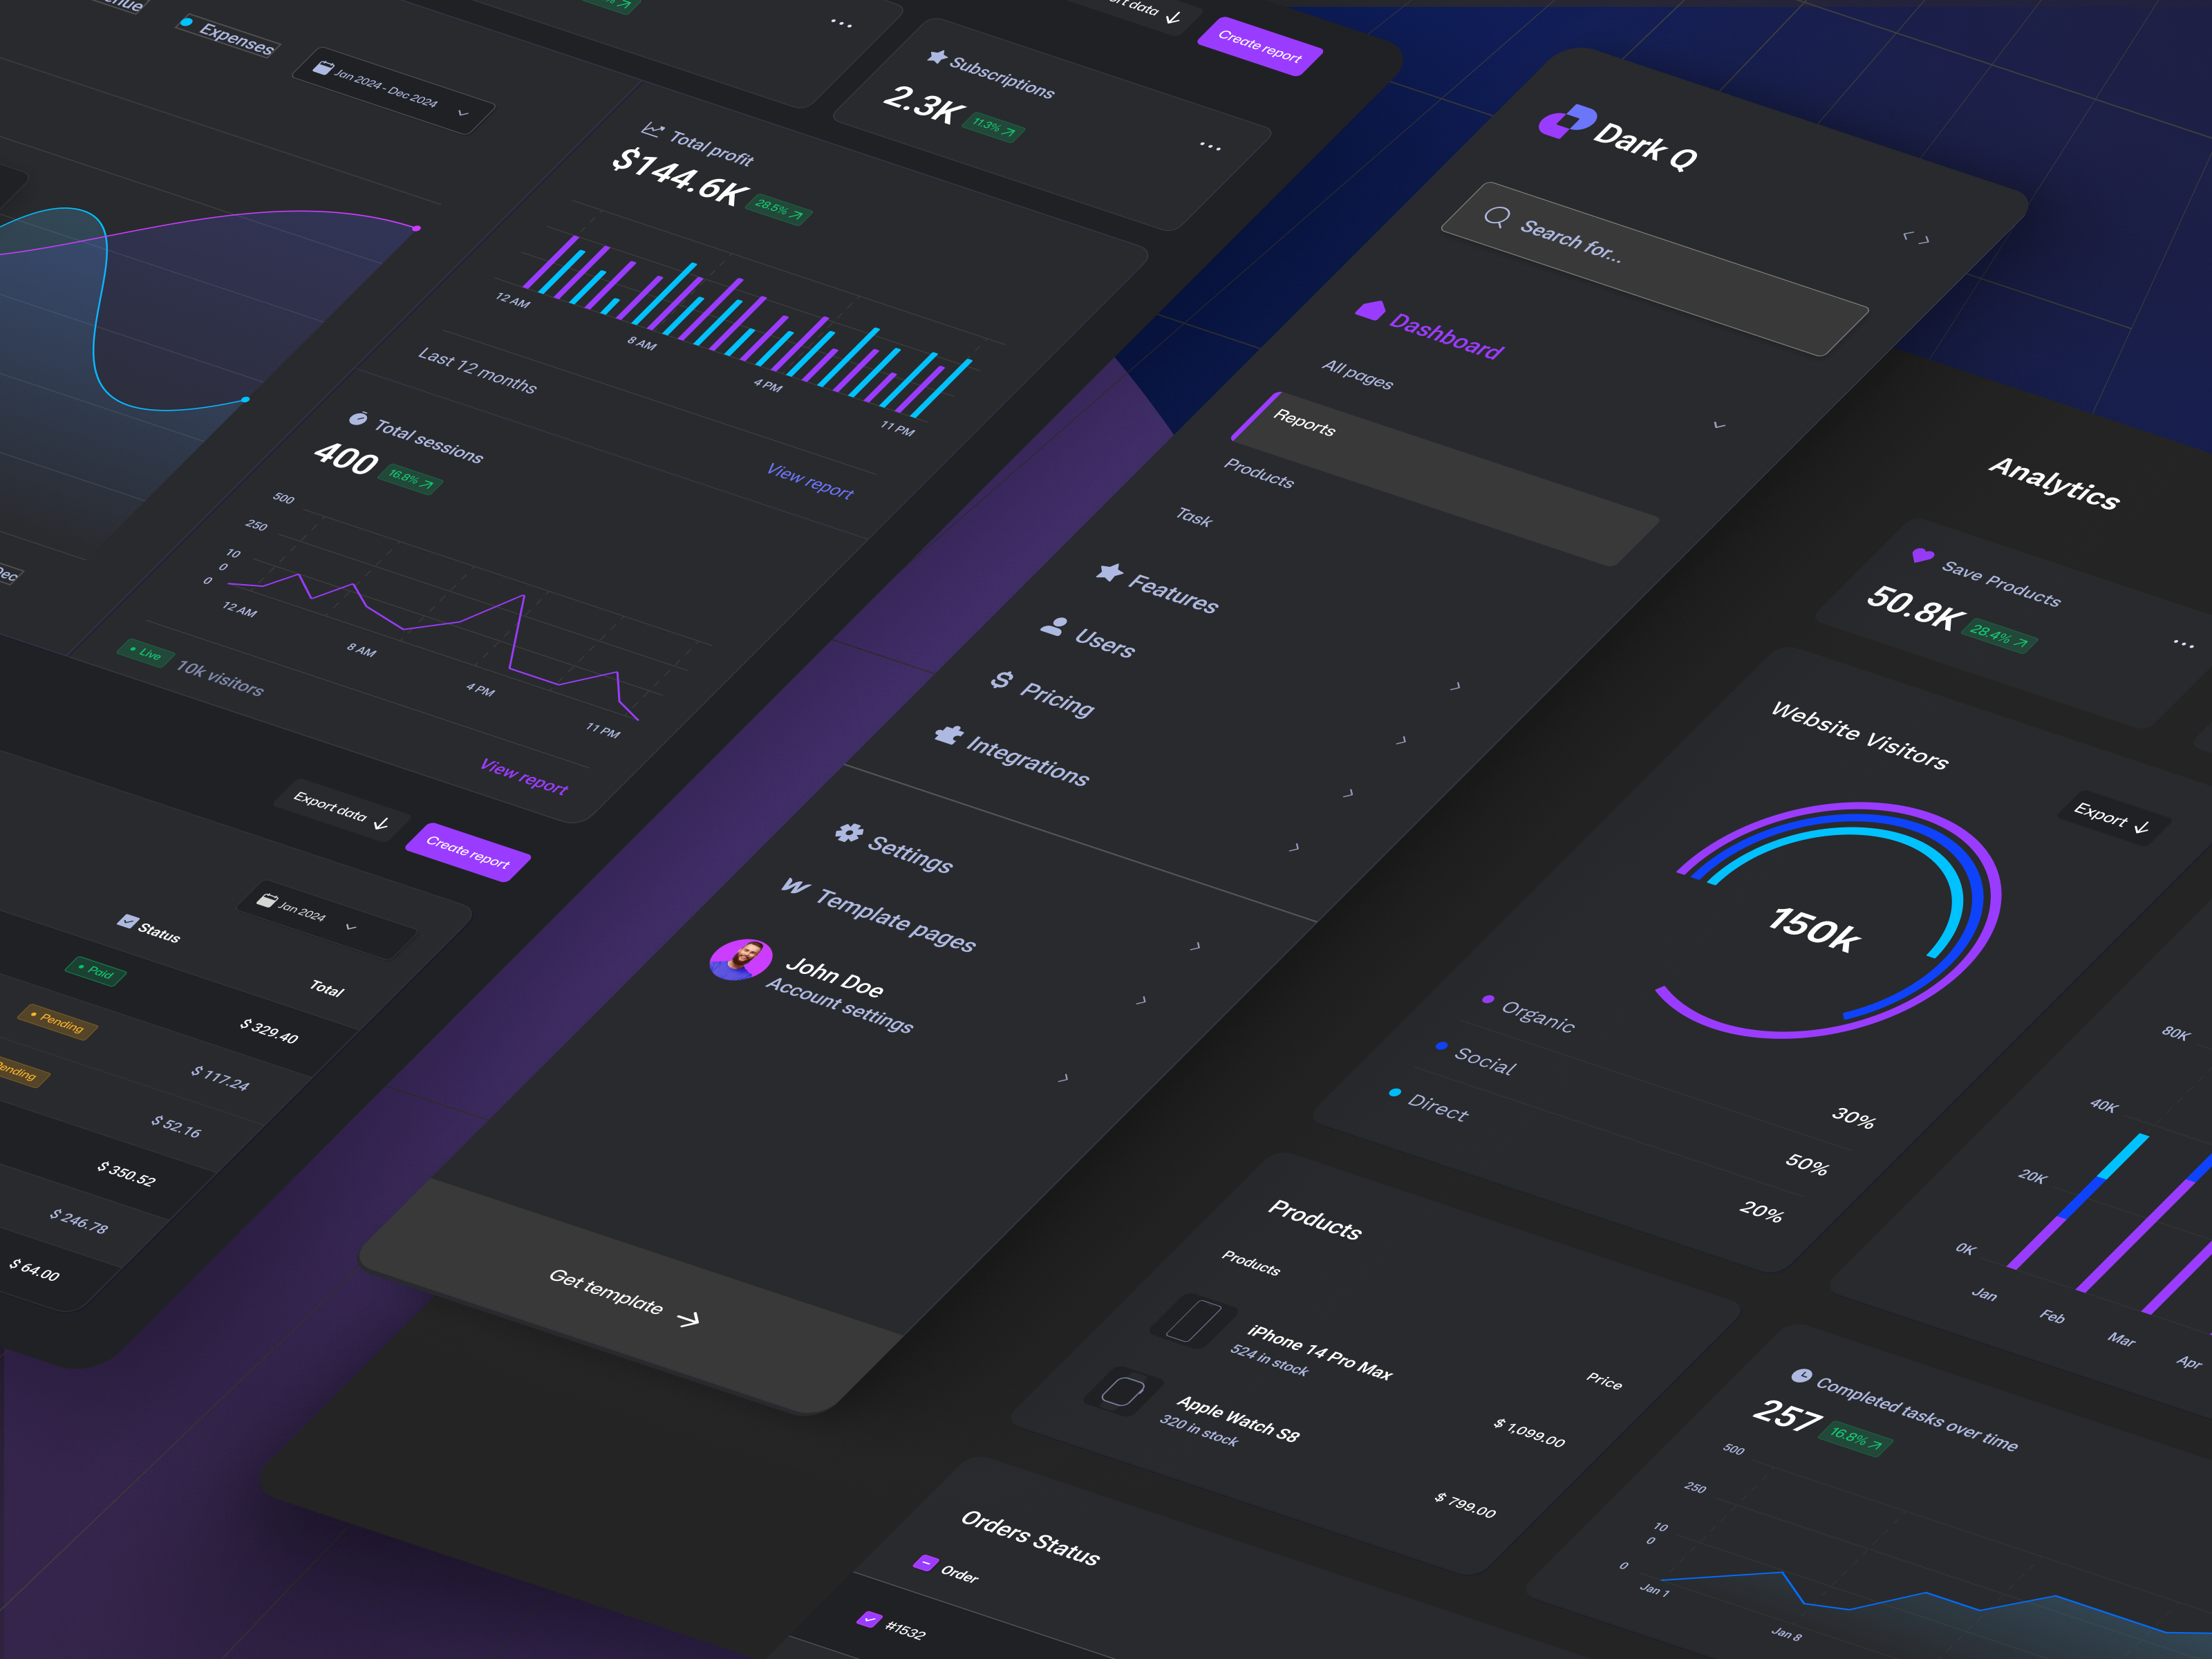 Expenses
Jan 2024 - Dec 2024
Total profit
$144.6K
28.5%
12 AM
8 AM
4 PM
11 PM
Last 12 months
View report
Total sessions
400
16.8%
500
250
10
0
0
12 AM
8 AM
4 PM
11 PM
Live
10k visitors
View report
Subscriptions
2.3K
11.3%
Create report
Export data
Create report
Jan 2024
Status
Total
Paid
$ 329.40
Pending
$ 117.24
$ 52.16
$ 350.52
$ 246.78
$ 64.00
Dark Q
Search for...
Dashboard
All pages
Reports
Products
Task
Features
Users
Pricing
Integrations
Settings
Template pages
John Doe
Account settings
Get template
Analytics
Save Products
50.8K
28.4%
Website Visitors
Export
150k
Organic
30%
Social
50%
Direct
20%
80K
40K
20K
0K
Jan
Feb
Mar
Apr
Products
Products
Price
iPhone 14 Pro Max
524 in stock
$ 1,099.00
Apple Watch S8
320 in stock
$ 799.00
Completed tasks over time
257
16.8%
500
250
10
0
0
Jan 1
Jan 8
Orders Status
Order
#1532